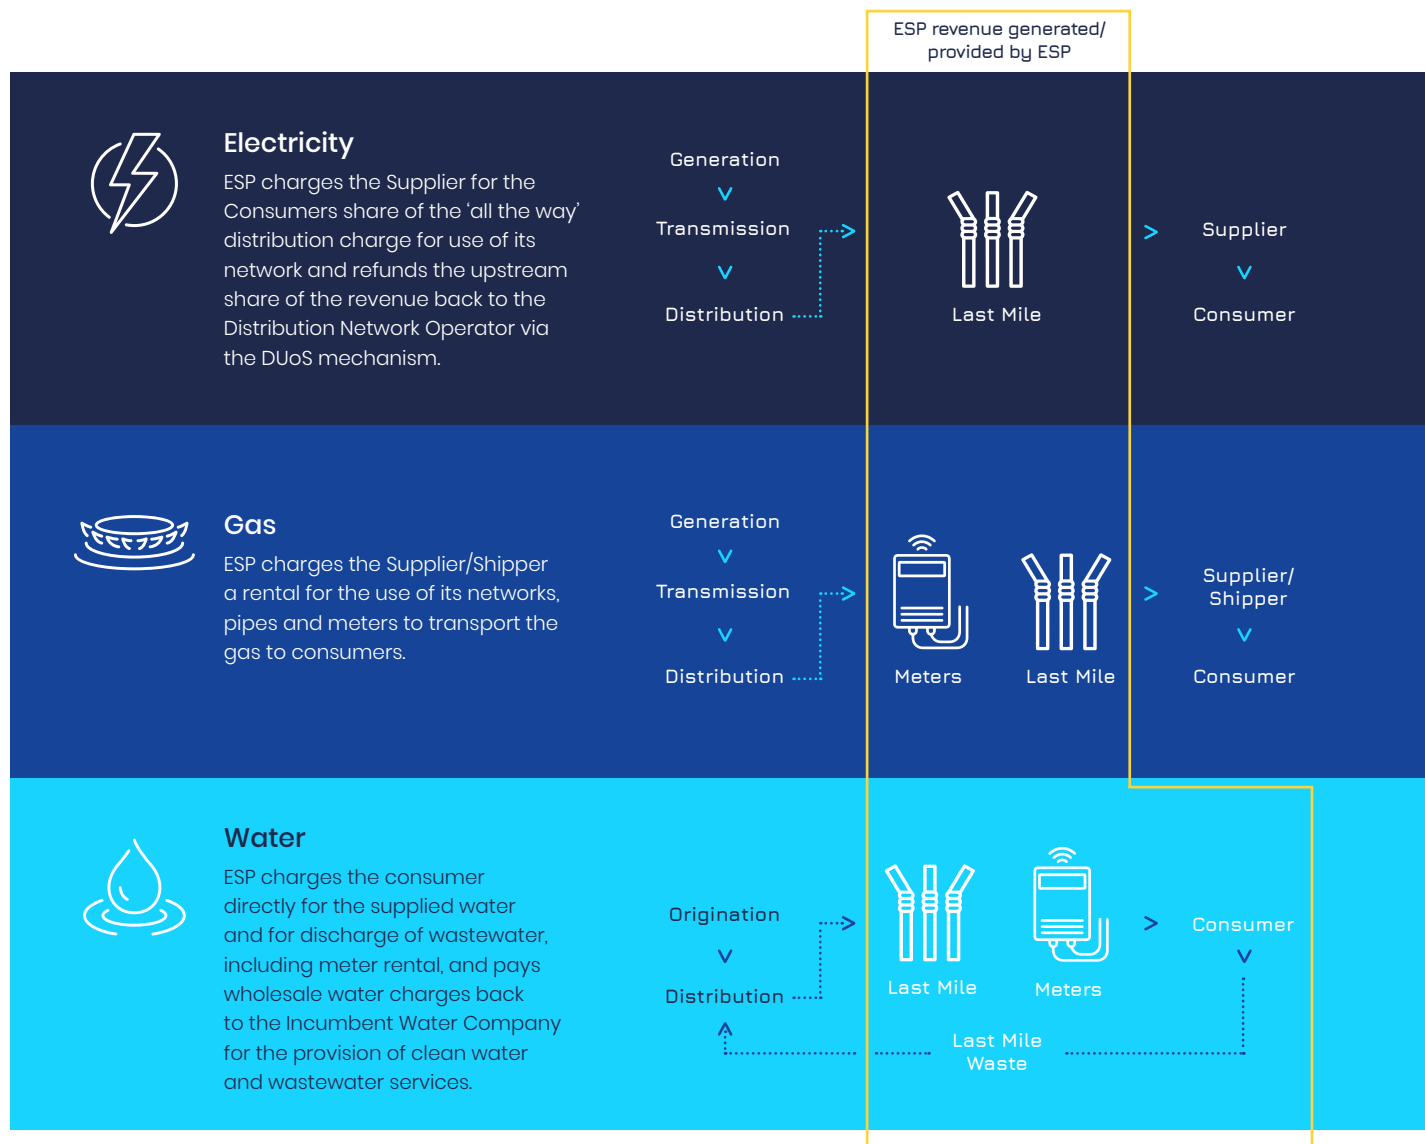 ESP revenue generated/
provided by ESP
Electricity
ESP charges the Supplier for the
Consumers share of the ‘all the way’
distribution charge for use of its
network and refunds the upstream
share of the revenue back to the
Distribution Network Operator via
the DUoS mechanism.
Generation
Transmission
Distribution
Last Mile
Supplier
Consumer
Gas
ESP charges the Supplier/Shipper
a rental for the use of its networks,
pipes and meters to transport the
gas to consumers.
Generation
Transmission
Distribution
Meters
Last Mile
Supplier/
Shipper
Consumer
Water
ESP charges the consumer
directly for the supplied water
and for discharge of wastewater,
including meter rental, and pays
wholesale water charges back
to the Incumbent Water Company
for the provision of clean water
and wastewater services.
Origination
Distribution
Last Mile
Meters
Consumer
Last Mile
Waste